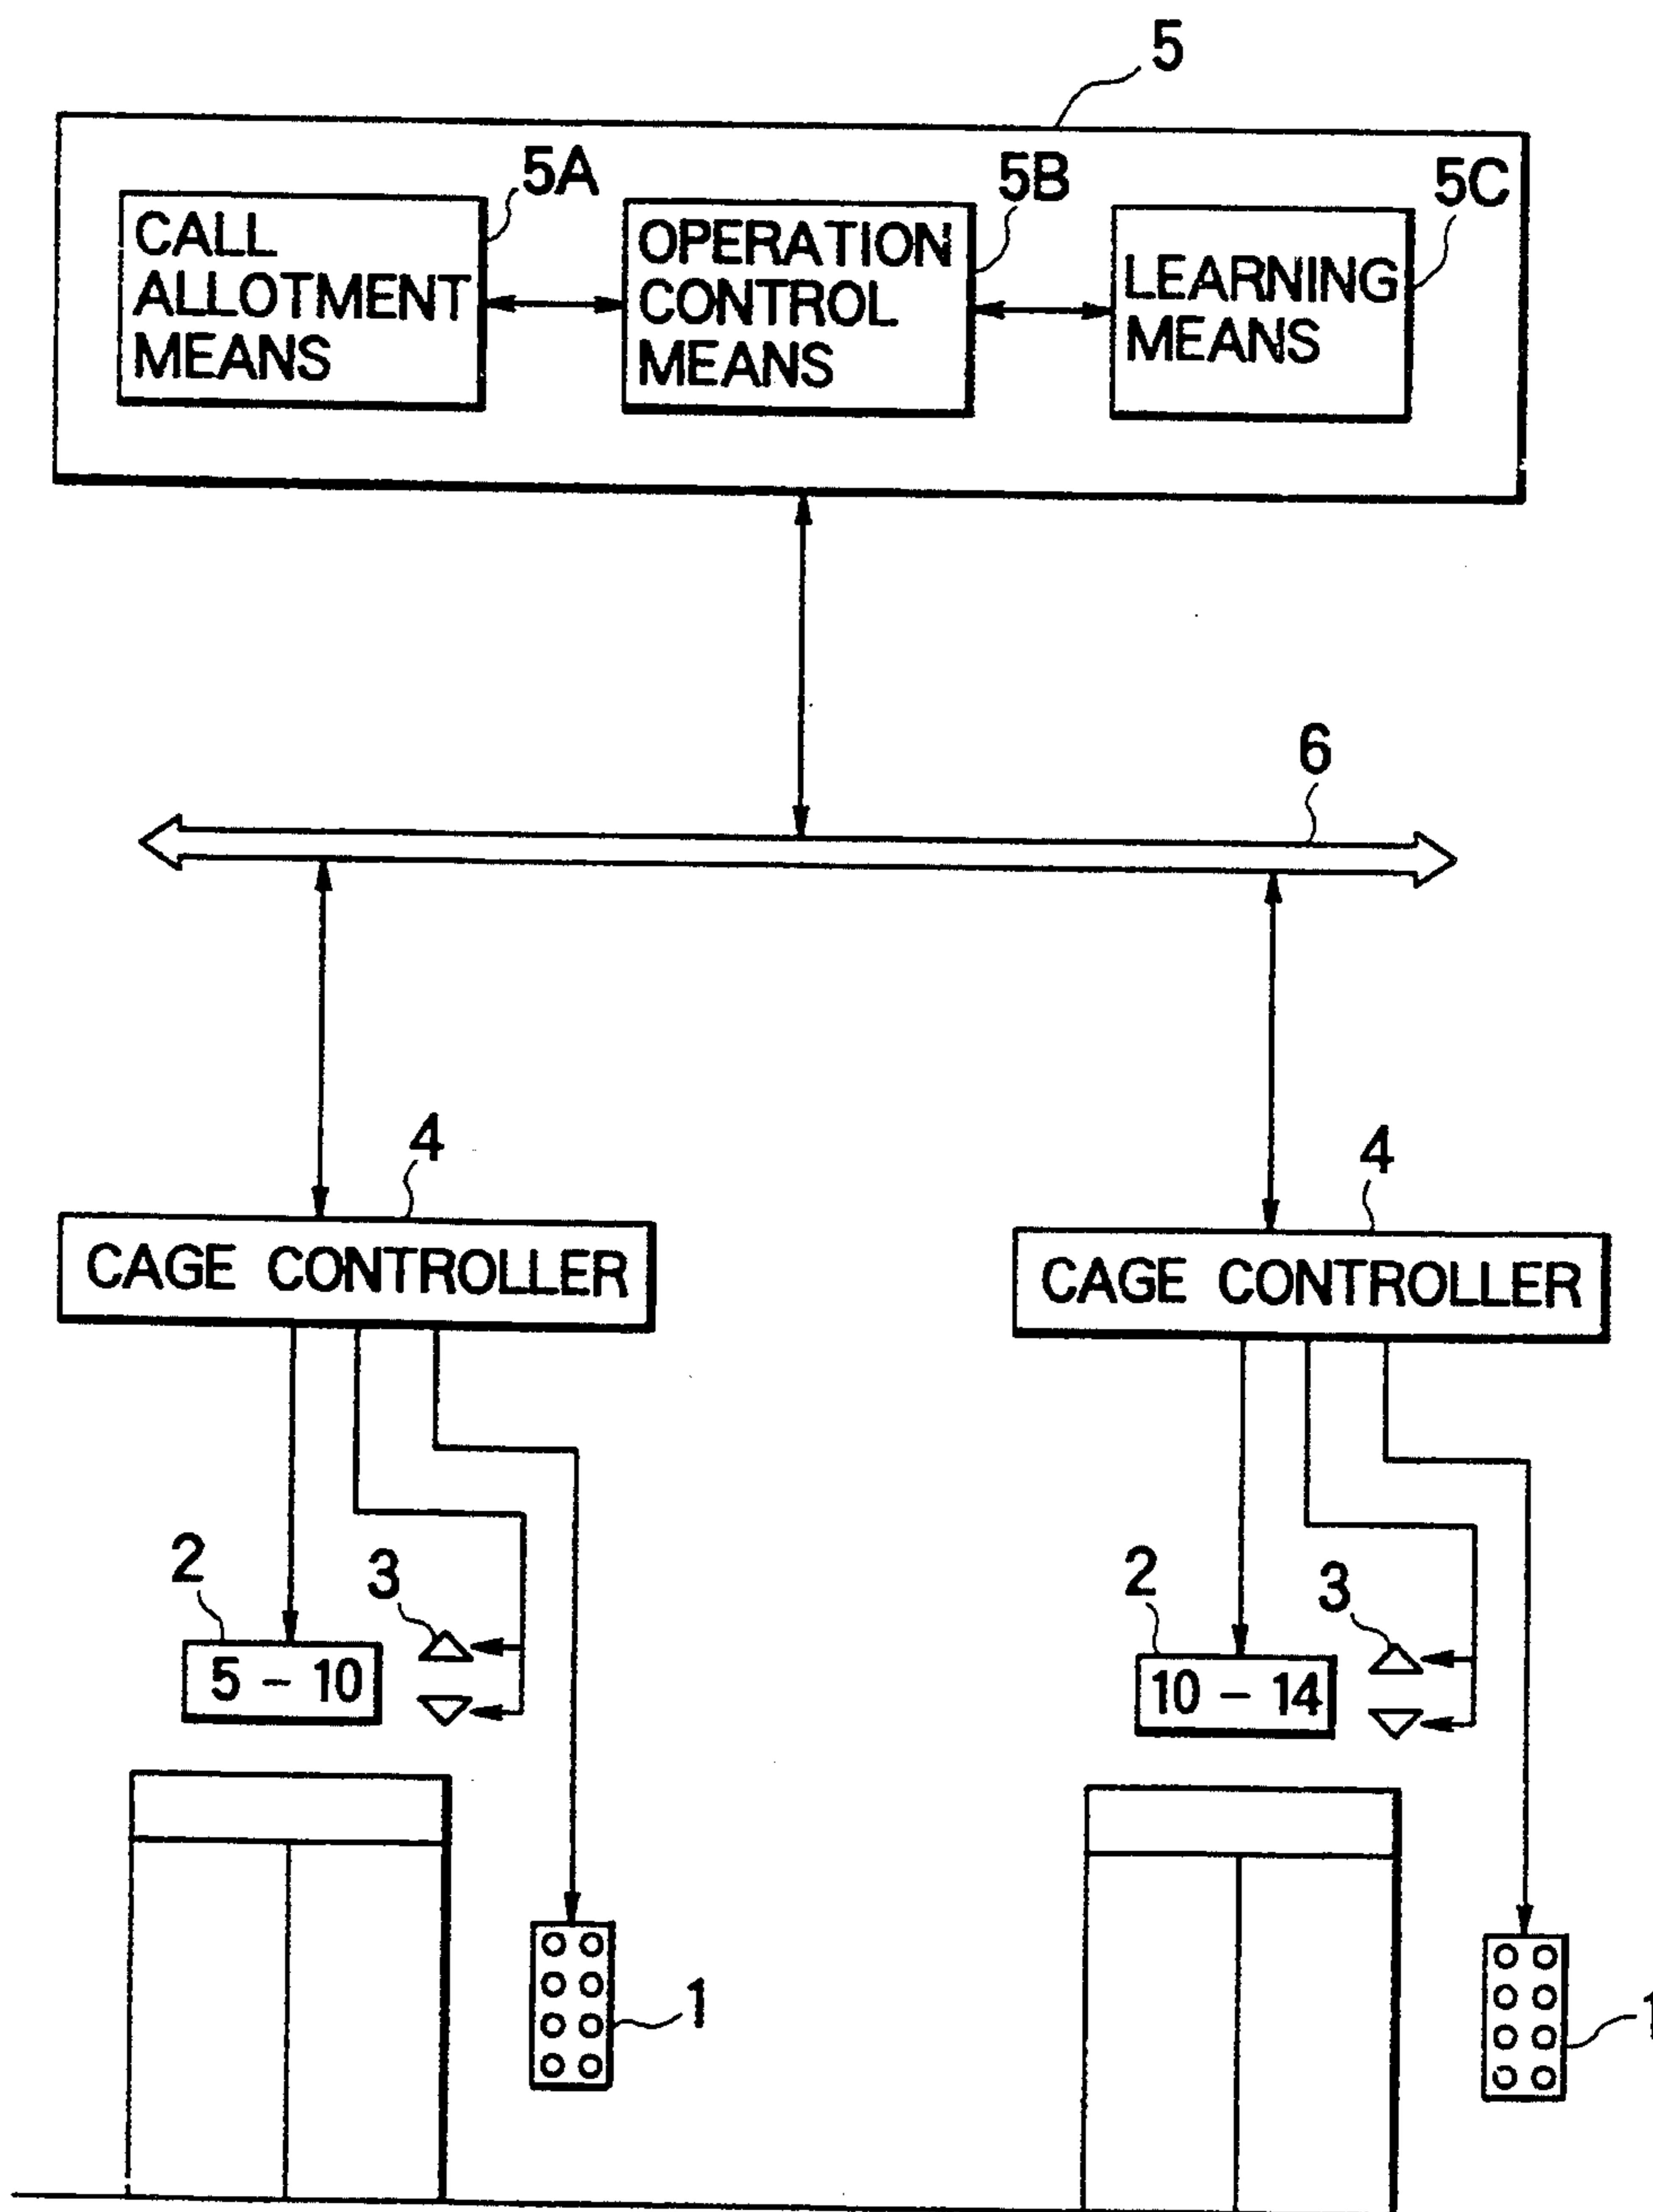 5
5A
5B
5C
CALL
ALLOTMENT
MEANS
OPERATION
CONTROL
MEANS
LEARNING
MEANS
6
4
4
CAGE CONTROLLER
CAGE CONTROLLER
2
3
2
3
5 - 10
10 - 14
1
1